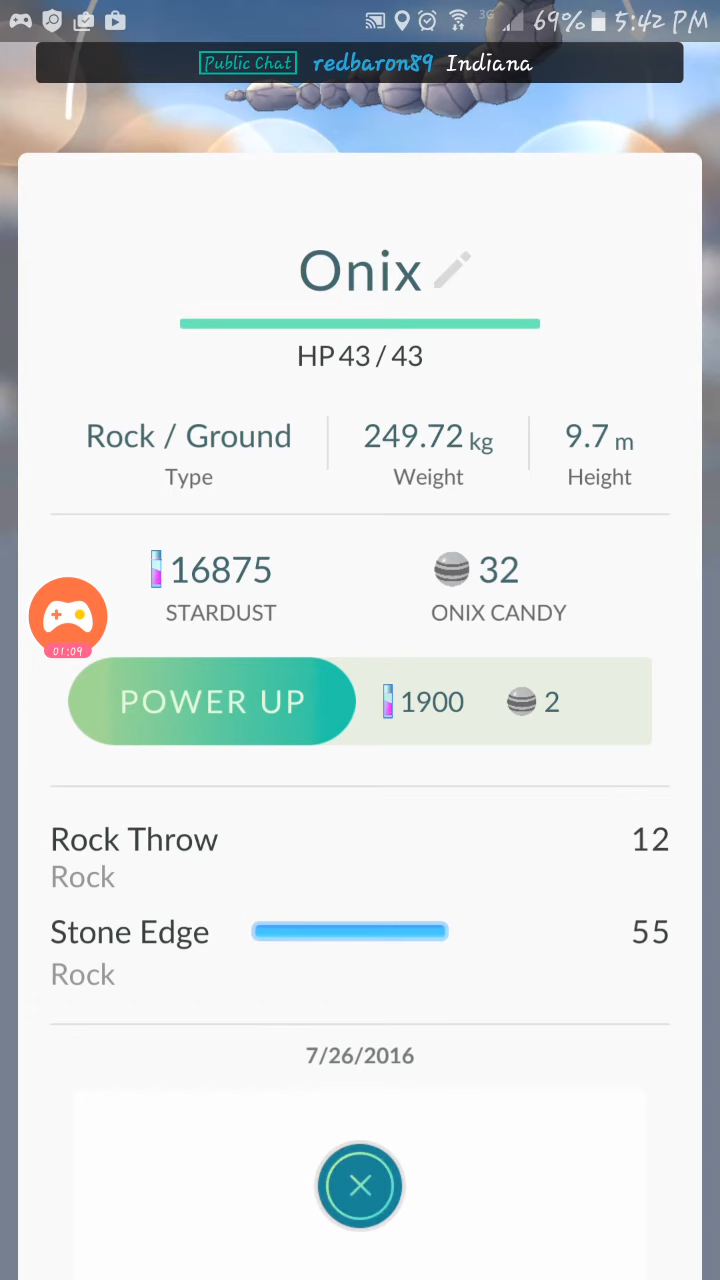 3G 69% 5:42 PM
Public Chat redbaron89 Indiana
Onix
HP 43 / 43
Rock / Ground 249.72 kg 9.7 m
Type Weight Height
16875 32
STARDUST ONIX CANDY
01:09
POWER UP 1900 2
Rock Throw 12
Rock
Stone Edge 55
Rock
7/26/2016